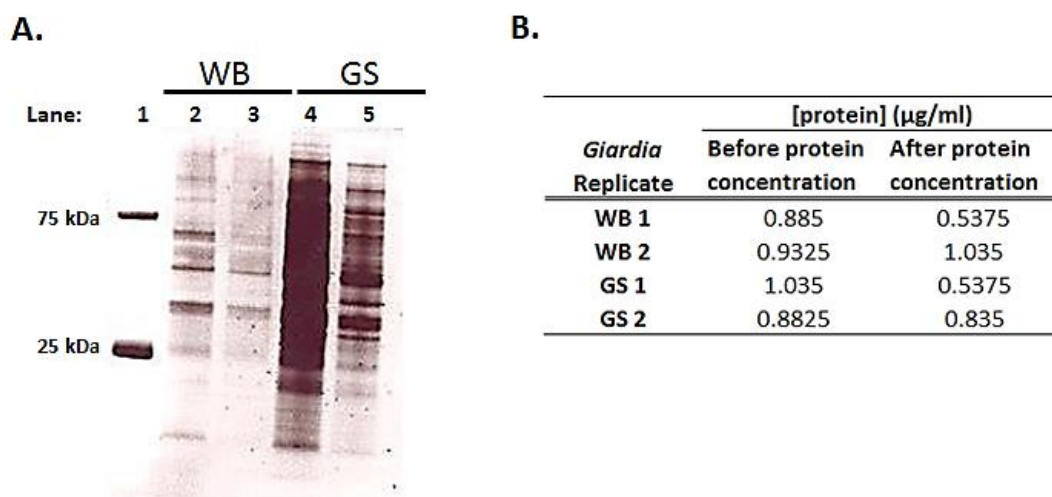 A.
WB GS
Lane: 1 2 3 4 5
75 kDa
25 kDa
B.
[protein] (µg/ml)
Giardia Replicate Before protein concentration After protein concentration
WB 1 0.885 0.5375
WB 2 0.9325 1.035
GS 1 1.035 0.5375
GS 2 0.8825 0.835